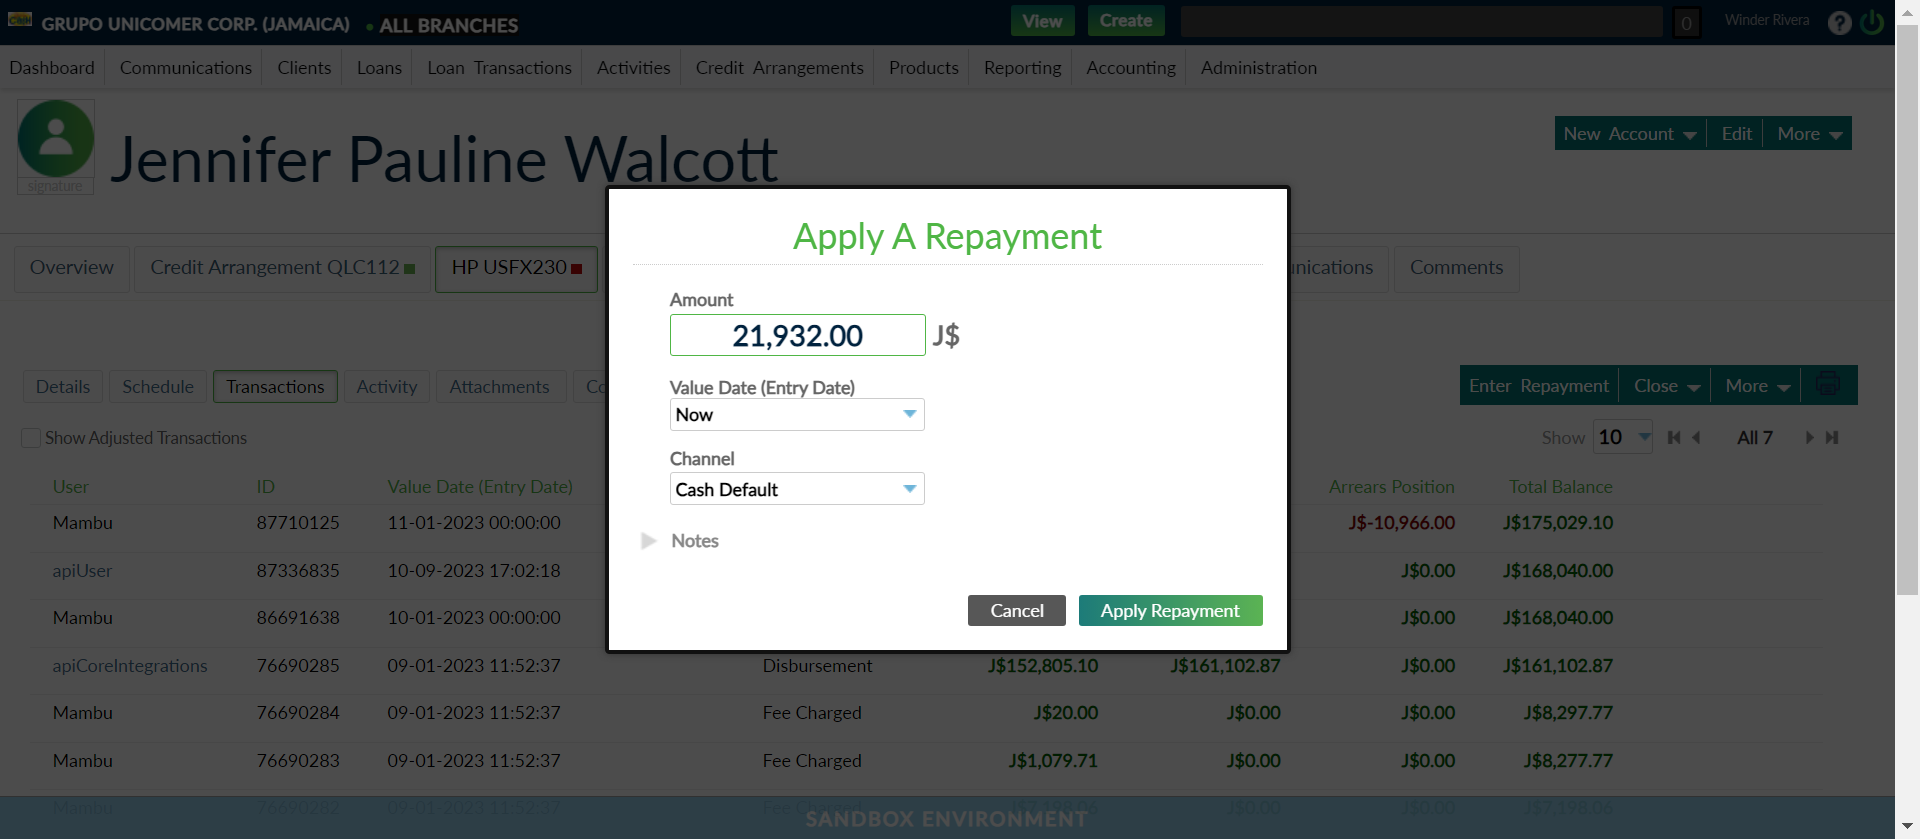 GRUPO UNICOMER CORP. (JAMAICA) • ALL BRANCHES View Create 0 Winder Rivera ?
Dashboard Communications Clients Loans Loan Transactions Activities Credit Arrangements Products Reporting Accounting Administration
signature
Jennifer Pauline Walcott
New Account Edit More
Overview Credit Arrangement QLC112 HP USFX230 unications Comments
Apply A Repayment
Amount
21,932.00 J$
Value Date (Entry Date)
Now
Channel
Cash Default
Notes
Cancel Apply Repayment
Details Schedule Transactions Activity Attachments Co Enter Repayment Close More
Show Adjusted Transactions Show 10 All 7
User ID Value Date (Entry Date) Arrears Position Total Balance
Mambu 87710125 11-01-2023 00:00:00 J$-10,966.00 J$175,029.10
apiUser 87336835 10-09-2023 17:02:18 J$0.00 J$168,040.00
Mambu 86691638 10-01-2023 00:00:00 J$0.00 J$168,040.00
apiCoreIntegrations 76690285 09-01-2023 11:52:37 Disbursement J$152,805.10 J$161,102.87 J$0.00 J$161,102.87
Mambu 76690284 09-01-2023 11:52:37 Fee Charged J$20.00 J$0.00 J$0.00 J$8,297.77
Mambu 76690283 09-01-2023 11:52:37 Fee Charged J$1,079.71 J$0.00 J$0.00 J$8,277.77
Mambu 76690282 09-01-2023 11:52:37 Fee Charged J$7,198.06 J$0.00 J$0.00 J$7,198.06
SANDBOX ENVIRONMENT